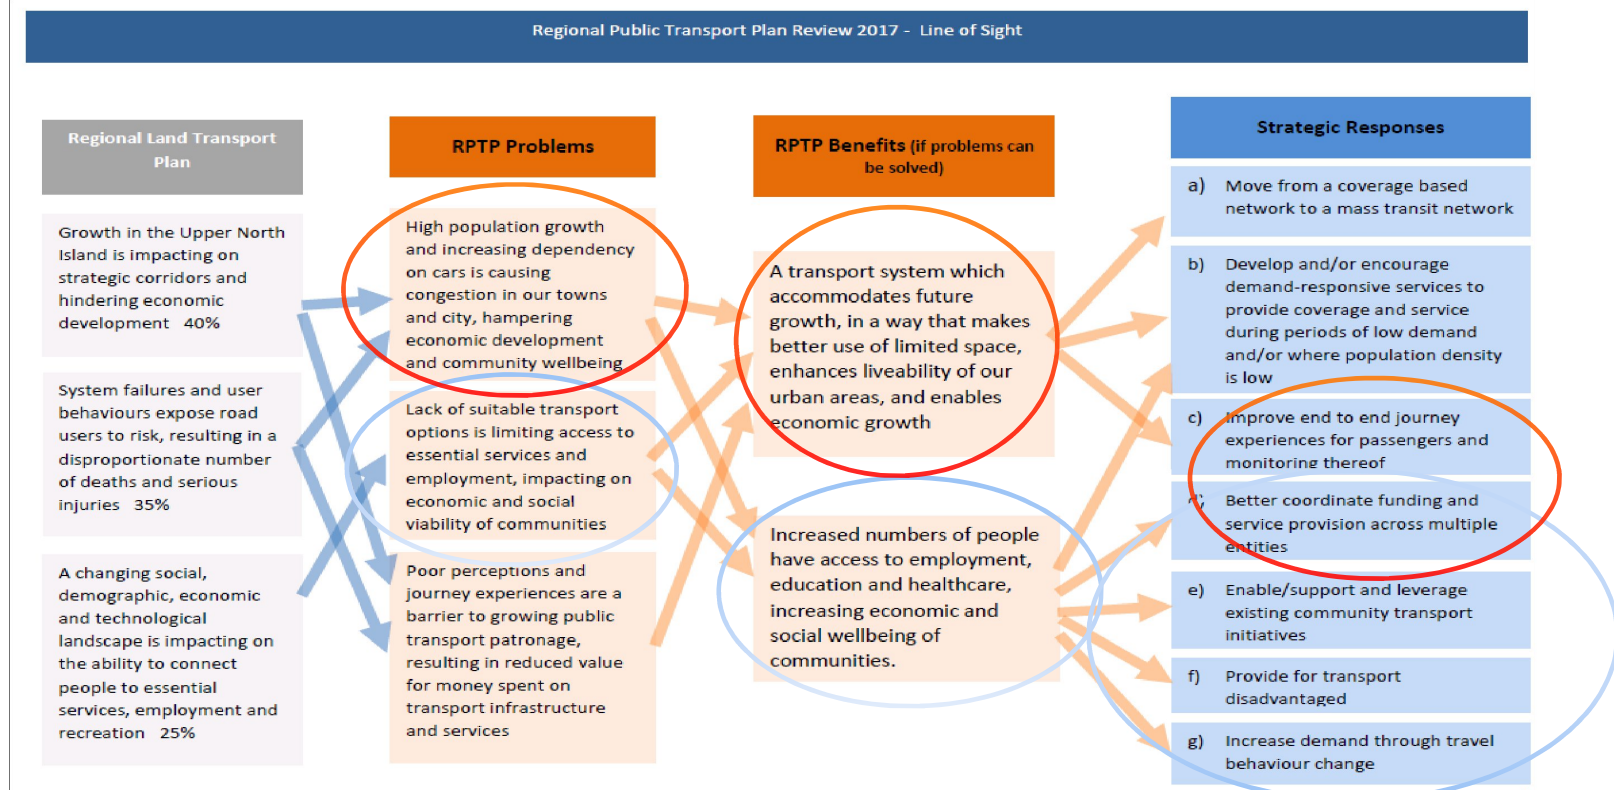 Regional Public Transport Plan Review 2017 - Line of Sight
Regional Land Transport
Plan
Growth in the Upper North
Island is impacting on
strategic corridors and
hindering economic
development 40%
System failures and user
behaviours expose road
users to risk, resulting in a
disproportionate number
of deaths and serious
injuries 35%
A changing social,
demographic, economic
and technological
landscape is impacting on
the ability to connect
people to essential
services, employment and
recreation 25%
RPTP Problems
High population growth
and increasing dependency
on cars is causing
congestion in our towns
and city, hampering
economic development
and community wellbeing
Lack of suitable transport
options is limiting access to
essential services and
employment, impacting on
economic and social
viability of communities
Poor perceptions and
journey experiences are a
barrier to growing public
transport patronage,
resulting in reduced value
for money spent on
transport infrastructure
and services
RPTP Benefits (if problems can
be solved)
A transport system which
accommodates future
growth, in a way that makes
better use of limited space,
enhances liveability of our
urban areas, and enables
economic growth
Increased numbers of people
have access to employment,
education and healthcare,
increasing economic and
social wellbeing of
communities.
Strategic Responses
a) Move from a coverage based
network to a mass transit network
b) Develop and/or encourage
demand-responsive services to
provide coverage and service
during periods of low demand
and/or where population density
is low
c) Improve end to end journey
experiences for passengers and
monitoring thereof
d) Better coordinate funding and
service provision across multiple
entities
e) Enable/support and leverage
existing community transport
initiatives
f) Provide for transport
disadvantaged
g) Increase demand through travel
behaviour change